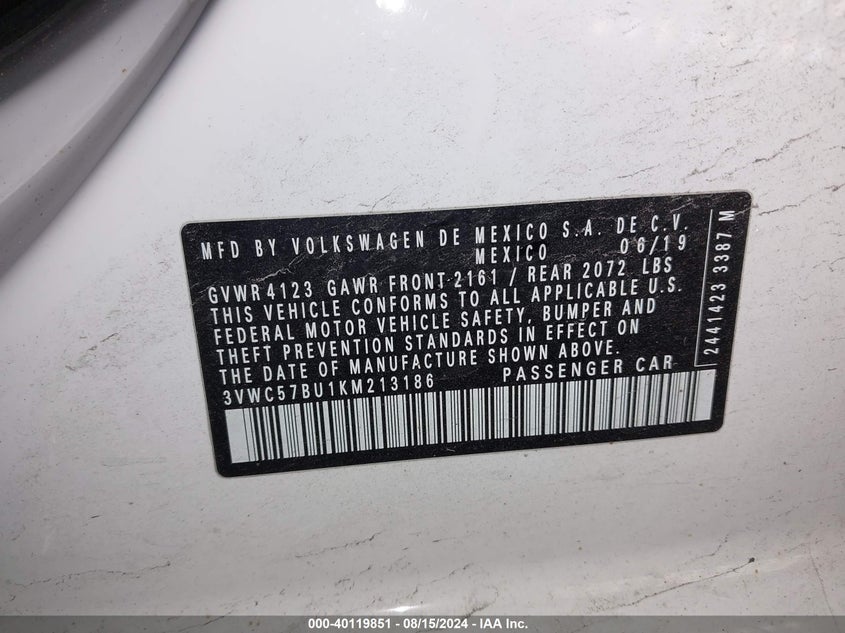 MFD BY VOLKSWAGEN DE MEXICO S.A. DE C.V.
MEXICO 06/19
GVWR 4123 GAWR FRONT 2161 / REAR 2072 LBS
THIS VEHICLE CONFORMS TO ALL APPLICABLE U.S.
FEDERAL MOTOR VEHICLE SAFETY, BUMPER AND
THEFT PREVENTION STANDARDS IN EFFECT ON
THE DATE OF MANUFACTURE SHOWN ABOVE.
3VWC57BU1KM213186 PASSENGER CAR
2441423 3387 M
000-40119851 - 08/15/2024 - IAA Inc.